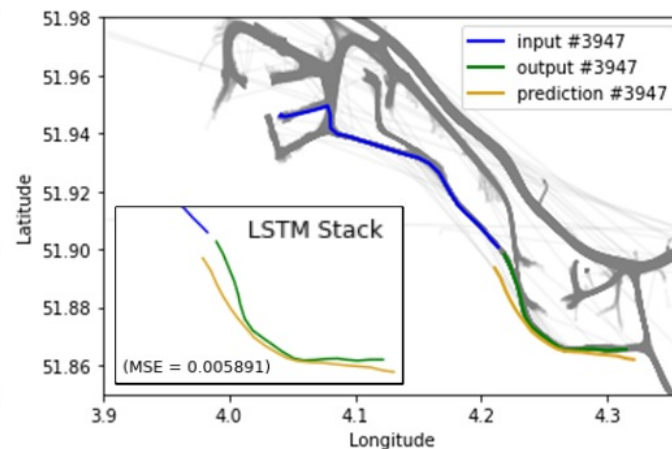 51.98
51.96
51.94
51.92
51.90
51.88
51.86
Latitude
input #3947
output #3947
prediction #3947
LSTM Stack
(MSE = 0.005891)
3.9
4.0
4.1
4.2
4.3
Longitude